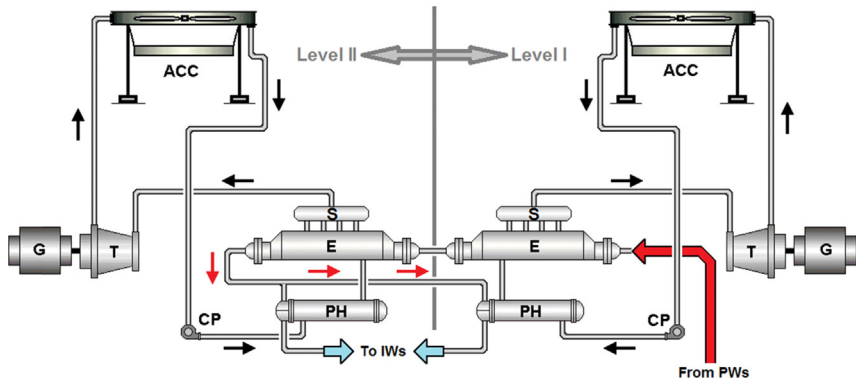 ACC
Level II
Level I
ACC
S
S
G
T
E
E
T
G
CP
PH
PH
CP
To IWs
From PWs